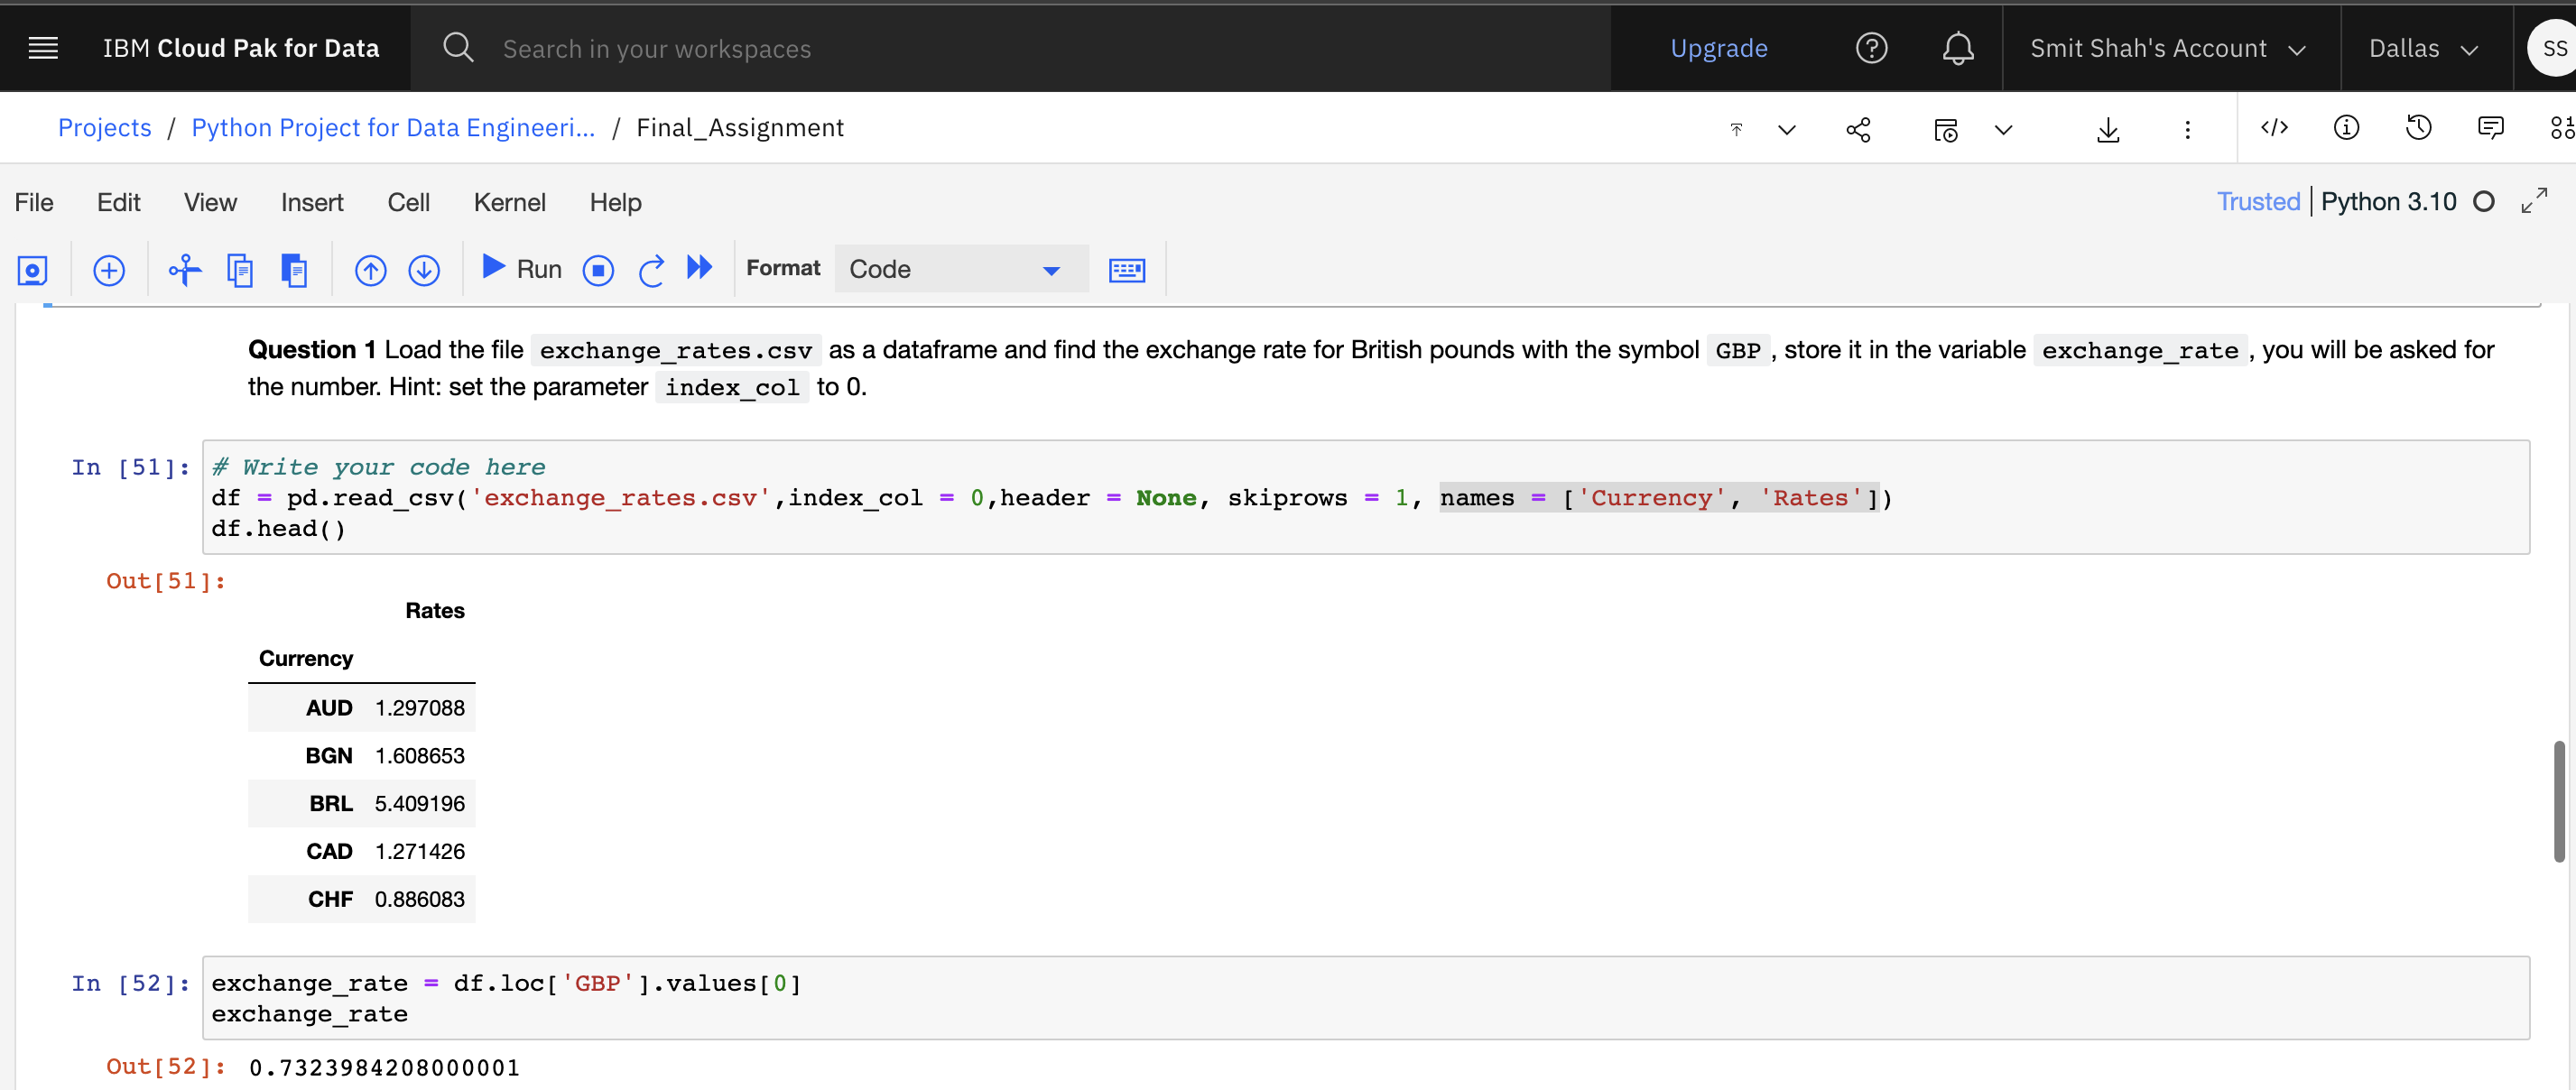 IBM Cloud Pak for Data
Search in your workspaces
Upgrade
Smit Shah's Account
Dallas
SS
Projects / Python Project for Data Engineeri... / Final_Assignment
File Edit View Insert Cell Kernel Help
Trusted | Python 3.10
Run
Format
Code
Question 1 Load the file exchange_rates.csv as a dataframe and find the exchange rate for British pounds with the symbol GBP , store it in the variable exchange_rate , you will be asked for
the number. Hint: set the parameter index_col to 0.
In [51]:
# Write your code here
df = pd.read_csv('exchange_rates.csv',index_col = 0,header = None, skiprows = 1, names = ['Currency', 'Rates'])
df.head()
Out[51]:
Rates
Currency
AUD 1.297088
BGN 1.608653
BRL 5.409196
CAD 1.271426
CHF 0.886083
In [52]:
exchange_rate = df.loc['GBP'].values[0]
exchange_rate
Out[52]: 0.7323984208000001